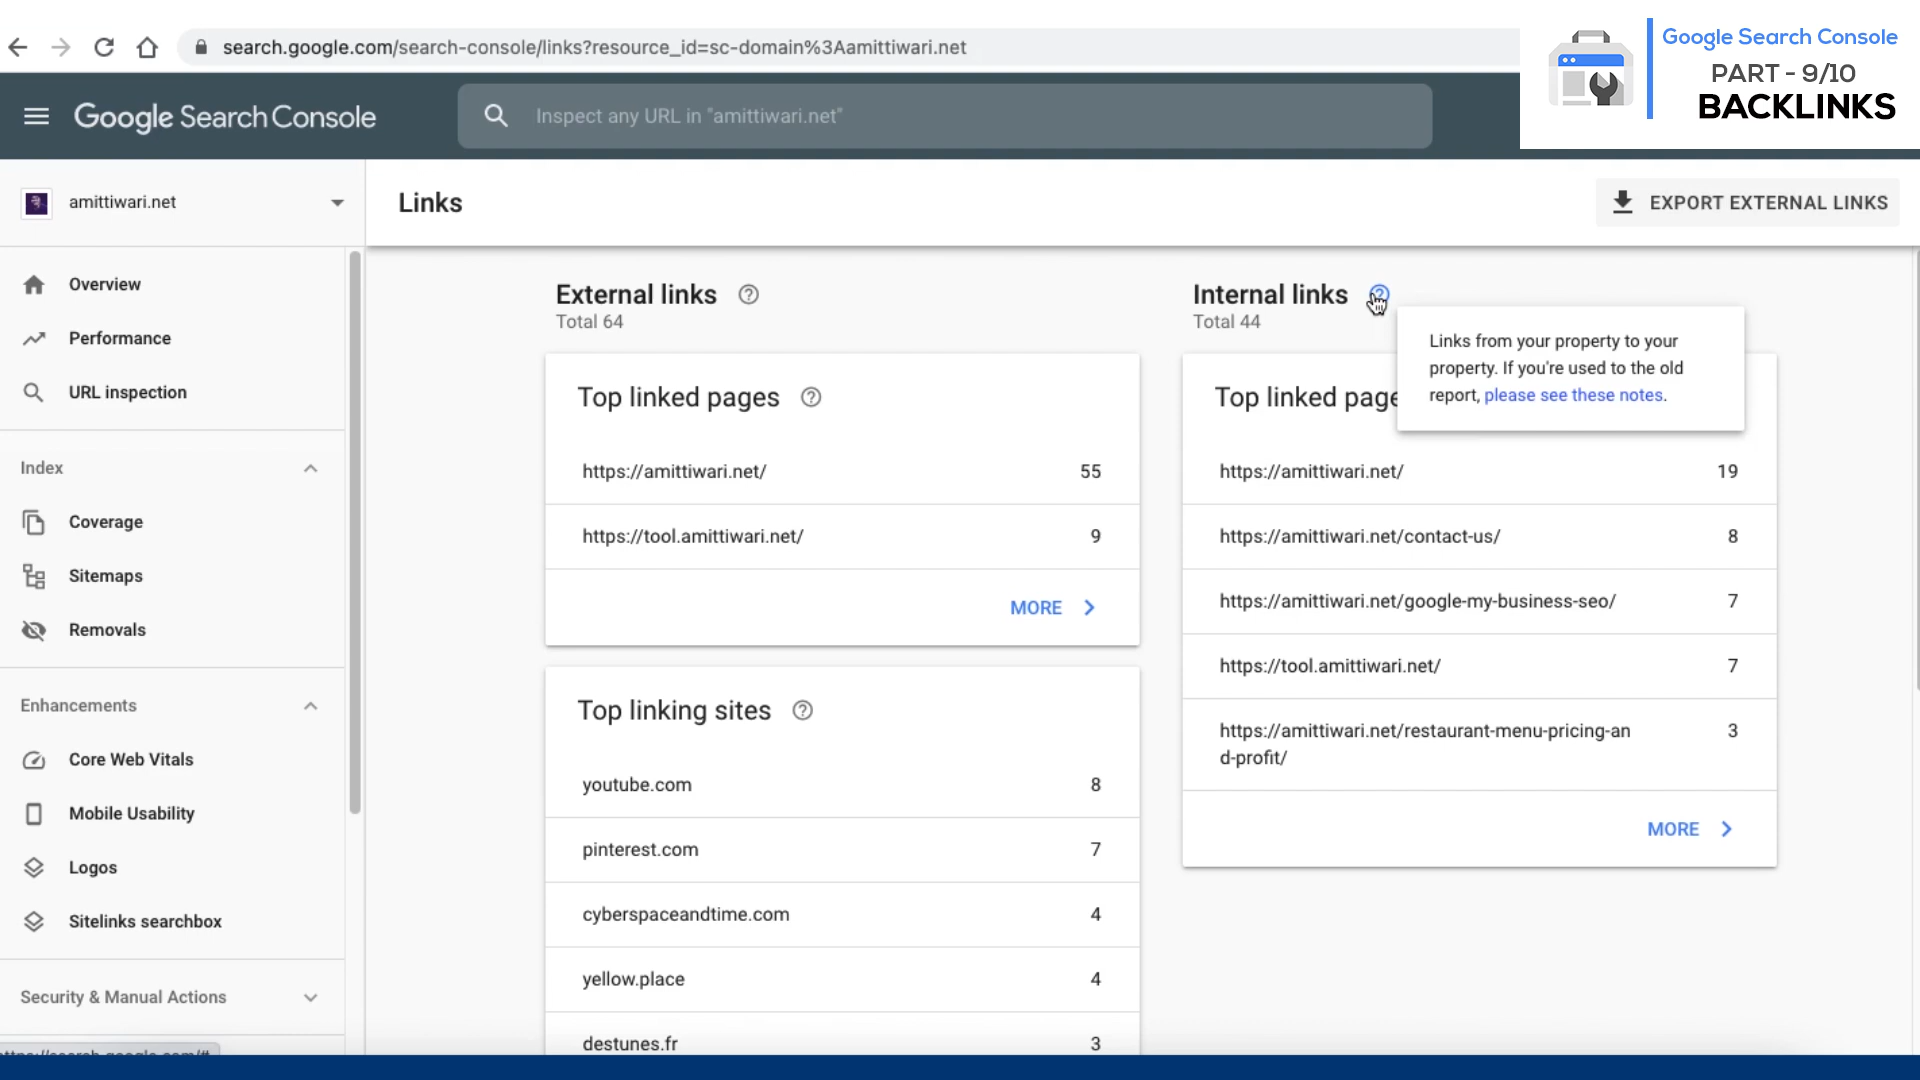 search.google.com/search-console/links?resource_id=sc-domain%3Aamittiwari.net
Google Search Console
PART - 9/10
BACKLINKS
Google Search Console
Inspect any URL in "amittiwari.net"
amittiwari.net
Links
EXPORT EXTERNAL LINKS
Overview
Performance
URL inspection
Index
Coverage
Sitemaps
Removals
Enhancements
Core Web Vitals
Mobile Usability
Logos
Sitelinks searchbox
Security & Manual Actions
External links
Total 64
Top linked pages
https://amittiwari.net/ 55
https://tool.amittiwari.net/ 9
MORE
Top linking sites
youtube.com 8
pinterest.com 7
cyberspaceandtime.com 4
yellow.place 4
destunes.fr 3
Internal links
Total 44
Links from your property to your
property. If you're used to the old
report, please see these notes.
Top linked page
https://amittiwari.net/ 19
https://amittiwari.net/contact-us/ 8
https://amittiwari.net/google-my-business-seo/ 7
https://tool.amittiwari.net/ 7
https://amittiwari.net/restaurant-menu-pricing-an 3
d-profit/
MORE